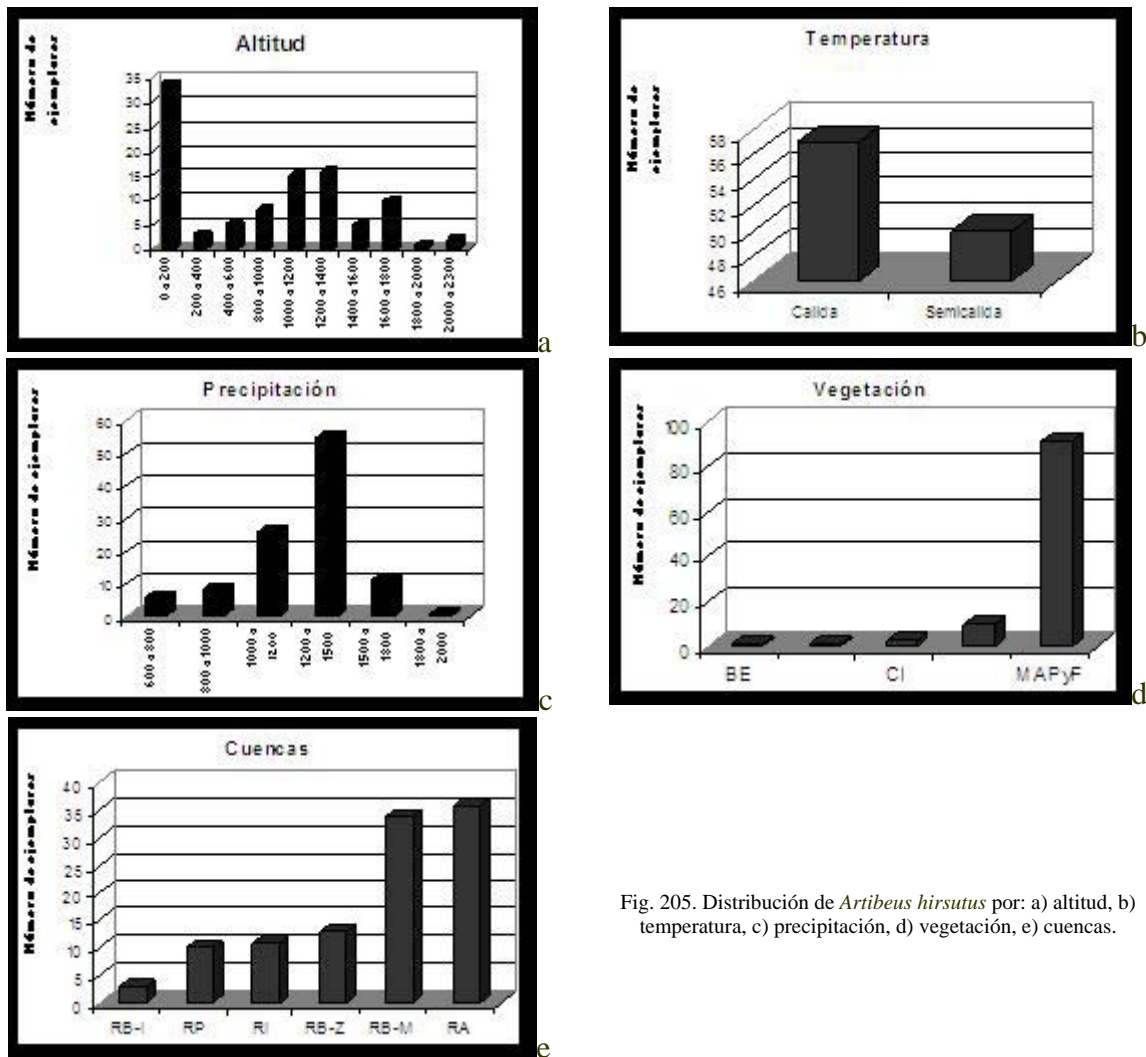 Altitud
Número de
ejemplares
35
30
25
20
15
10
5
0
0 a 200
200 a 400
400 a 600
800 a 1000
1000 a 1200
1200 a 1400
1400 a 1600
1600 a 1800
1800 a 2000
2000 a 2300
a
Temperatura
Número de
ejemplares
58
56
54
52
50
48
46
Calida
Semicalida
b
Precipitación
Número de ejemplares
60
50
40
30
20
10
0
600 a 800
800 a 1000
1000 a
1200
1200 a
1500
1500 a
1800
1800 a
2000
c
Vegetación
Número de ejemplares
100
80
60
40
20
0
BE
CI
MAPyF
d
Cuencas
Número de ejemplares
40
35
30
25
20
15
10
5
0
RB-I
RP
RI
RB-Z
RB-M
RA
e
Fig. 205. Distribución de Artibeus hirsutus por: a) altitud, b)
temperatura, c) precipitación, d) vegetación, e) cuencas.